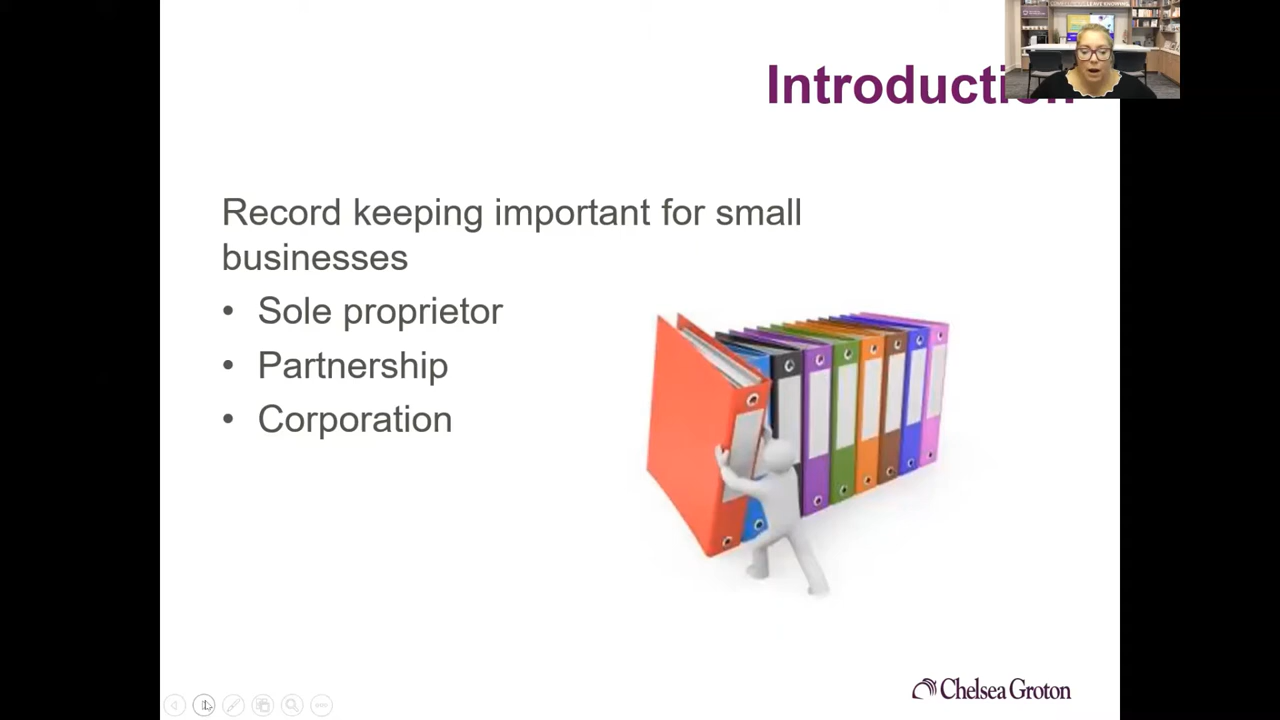 Introduction
Record keeping important for small
businesses
• Sole proprietor
• Partnership
• Corporation
Chelsea Groton